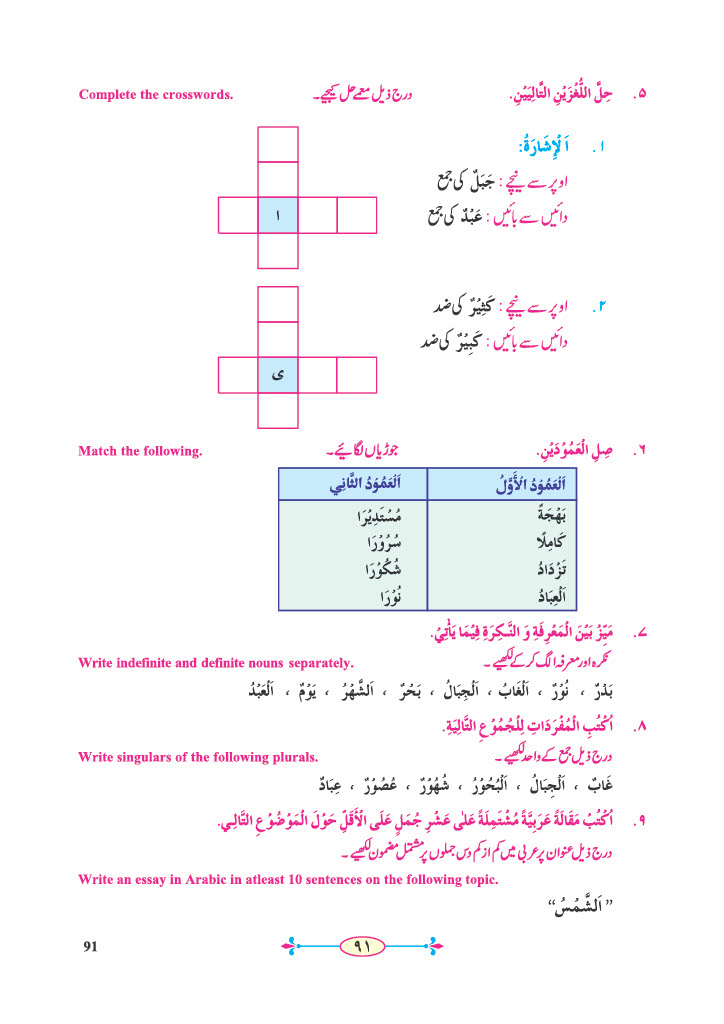 ۵. حِلَّ اللُّغْزَيْنِ التَّالِيَيْنِ. درج ذیل معمے حل کیجیے۔ Complete the crosswords.
۱. اَلْإِشَارَةُ:
اوپر سے نیچے : جَبَلٌ کی جمع
دائیں سے بائیں : عَبْدٌ کی جمع
ا
۲. اوپر سے نیچے : كَثِيْرٌ کی ضد
دائیں سے بائیں : كَبِيْرٌ کی ضد
ی
۶. صِلِ الْعَمُوْدَيْنِ. جوڑیاں لگائیے۔ Match the following.
اَلْعَمُوْدُ الْأَوَّلُ اَلْعَمُوْدُ الثَّانِي
بَهْجَةً مُسْتَدِيْرَا
كَامِلًا سُرُوْرَا
تَزْدَادُ شُكُوْرَا
اَلْعِبَادُ نُوْرَا
۷. مَيِّزْ بَيْنَ الْمَعْرِفَةِ وَ النَّكِرَةِ فِيْمَا يَأْتِيْ.
نکرہ اور معرفہ الگ کرکے لکھیے۔ Write indefinite and definite nouns separately.
بَدْرٌ ، نُوْرٌ ، اَلْغَابُ ، اَلْجِبَالُ ، بَحْرٌ ، اَلشَّهْرُ ، يَوْمٌ ، اَلْعَبْدُ
۸. اُكْتُبِ الْمُفْرَدَاتِ لِلْجُمُوْعِ التَّالِيَةِ.
درج ذیل جمع کے واحد لکھیے۔ Write singulars of the following plurals.
غَابٌ ، اَلْجِبَالُ ، اَلْبُحُوْرُ ، شُهُوْرٌ ، عُصُوْرٌ ، عِبَادٌ
۹. اُكْتُبْ مَقَالَةً عَرَبِيَّةً مُشْتَمِلَةً عَلٰى عَشْرِ جُمَلٍ عَلَى الْأَقَلِّ حَوْلَ الْمَوْضُوْعِ التَّالِي.
درج ذیل عنوان پر عربی میں کم از کم دس جملوں پر مشتمل مضمون لکھیے۔
Write an essay in Arabic in atleast 10 sentences on the following topic.
” اَلشَّمْسُ “
91 ۹۱